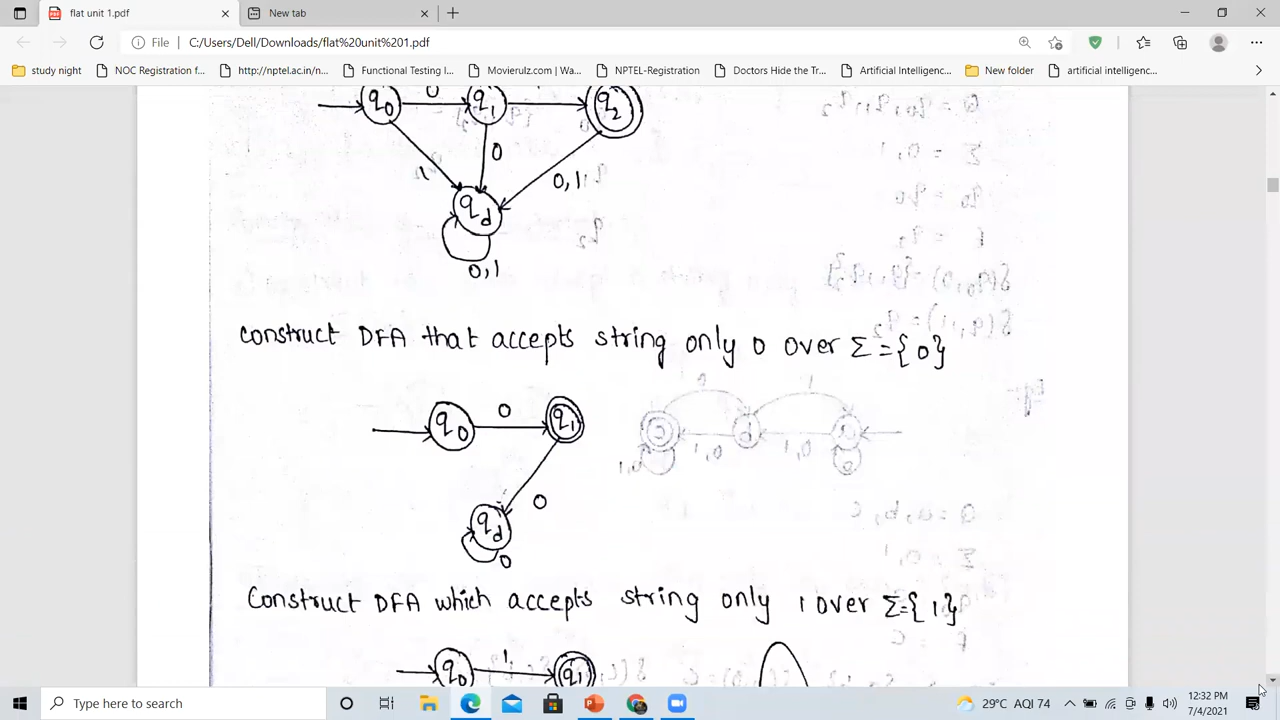 flat unit 1.pdf
New tab
File
C:/Users/Dell/Downloads/flat%20unit%201.pdf
study night
NOC Registration f...
http://nptel.ac.in/n...
Functional Testing I...
Movierulz.com | Wa...
NPTEL-Registration
Doctors Hide the Tr...
Artificial Intelligenc...
New folder
artificial intelligenc...
q0 0 q1 q2
1 0 0,1
qd
0,1
Construct DFA that accepts string only 0 over Σ={0}
q0 0 q1
0
qd
0
Construct DFA which accepts string only 1 over Σ={1}
q0 1 q1
Type here to search
29°C AQI 74
12:32 PM
7/4/2021